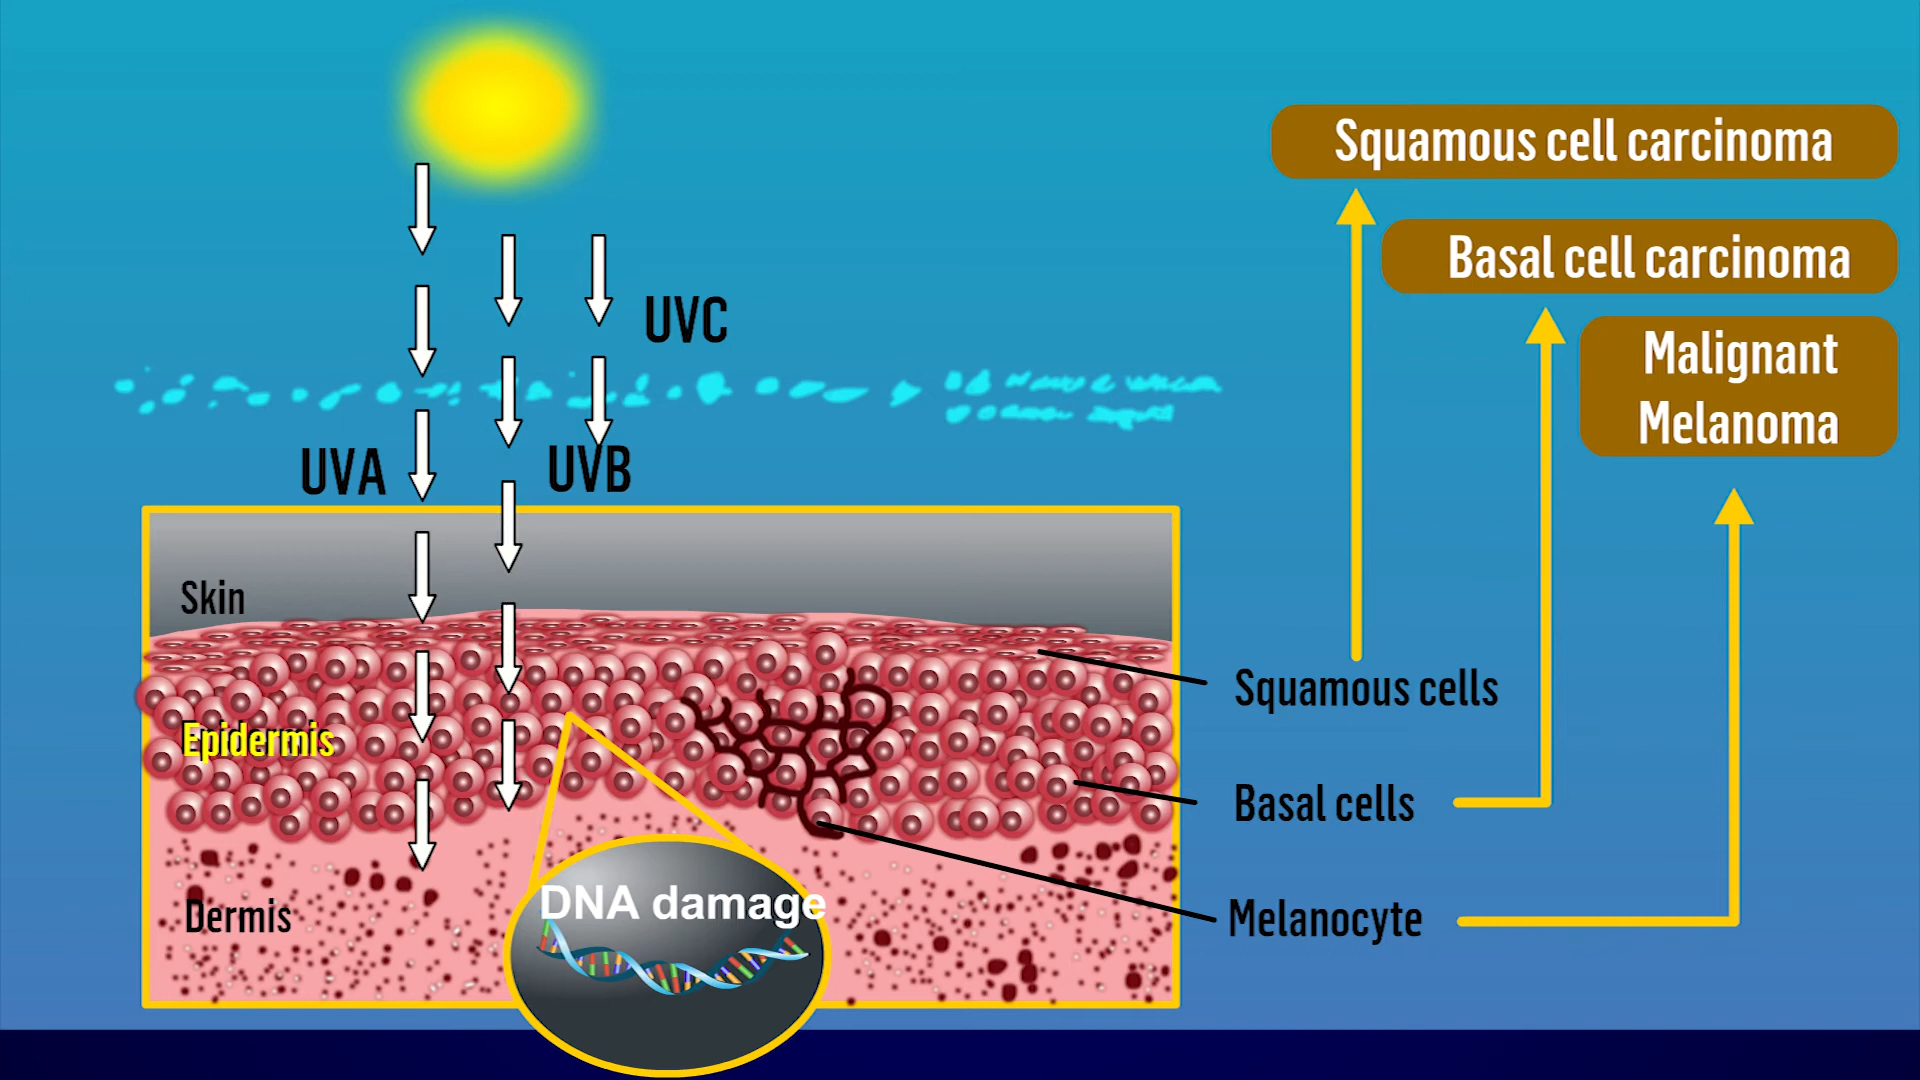 Squamous cell carcinoma
Basal cell carcinoma
Malignant
Melanoma
UVC
UVA
UVB
Skin
Epidermis
Dermis
DNA damage
Squamous cells
Basal cells
Melanocyte